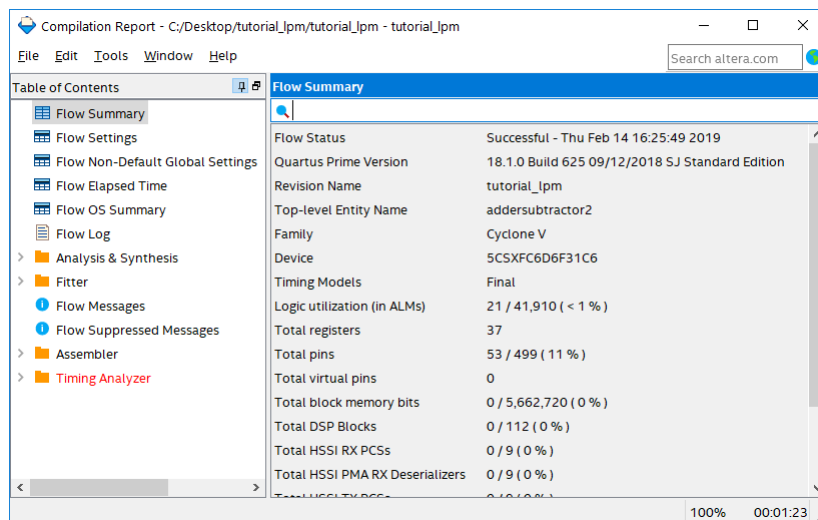 Compilation Report - C:/Desktop/tutorial_lpm/tutorial_lpm - tutorial_lpm
File Edit Tools Window Help
Search altera.com
Table of Contents
Flow Summary
Flow Settings
Flow Non-Default Global Settings
Flow Elapsed Time
Flow OS Summary
Flow Log
Analysis & Synthesis
Fitter
Flow Messages
Flow Suppressed Messages
Assembler
Timing Analyzer
Flow Summary
Flow Status Successful - Thu Feb 14 16:25:49 2019
Quartus Prime Version 18.1.0 Build 625 09/12/2018 SJ Standard Edition
Revision Name tutorial_lpm
Top-level Entity Name addersubtractor2
Family Cyclone V
Device 5CSXFC6D6F31C6
Timing Models Final
Logic utilization (in ALMs) 21 / 41,910 ( < 1 % )
Total registers 37
Total pins 53 / 499 ( 11 % )
Total virtual pins 0
Total block memory bits 0 / 5,662,720 ( 0 % )
Total DSP Blocks 0 / 112 ( 0 % )
Total HSSI RX PCSs 0 / 9 ( 0 % )
Total HSSI PMA RX Deserializers 0 / 9 ( 0 % )
Total HSSI TX PCSs 0 / 9 ( 0 % )
100% 00:01:23